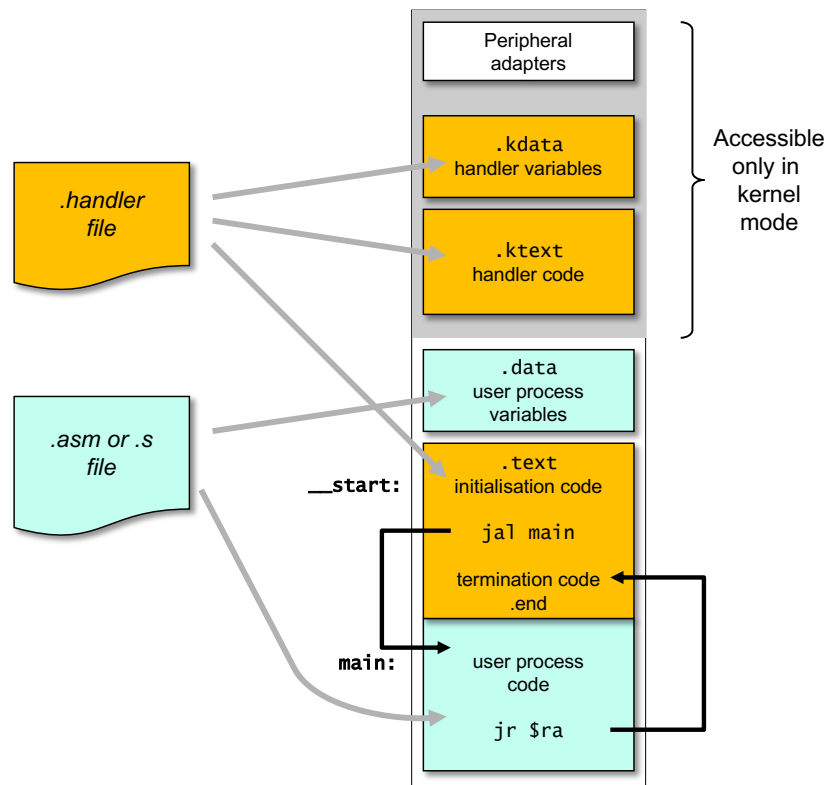 Peripheral
adapters
.kdata
handler variables
.ktext
handler code
Accessible
only in
kernel
mode
.handler
file
.data
user process
variables
.asm or .s
file
.text
initialisation code
__start:
jal main
termination code
.end
main:
user process
code
jr $ra